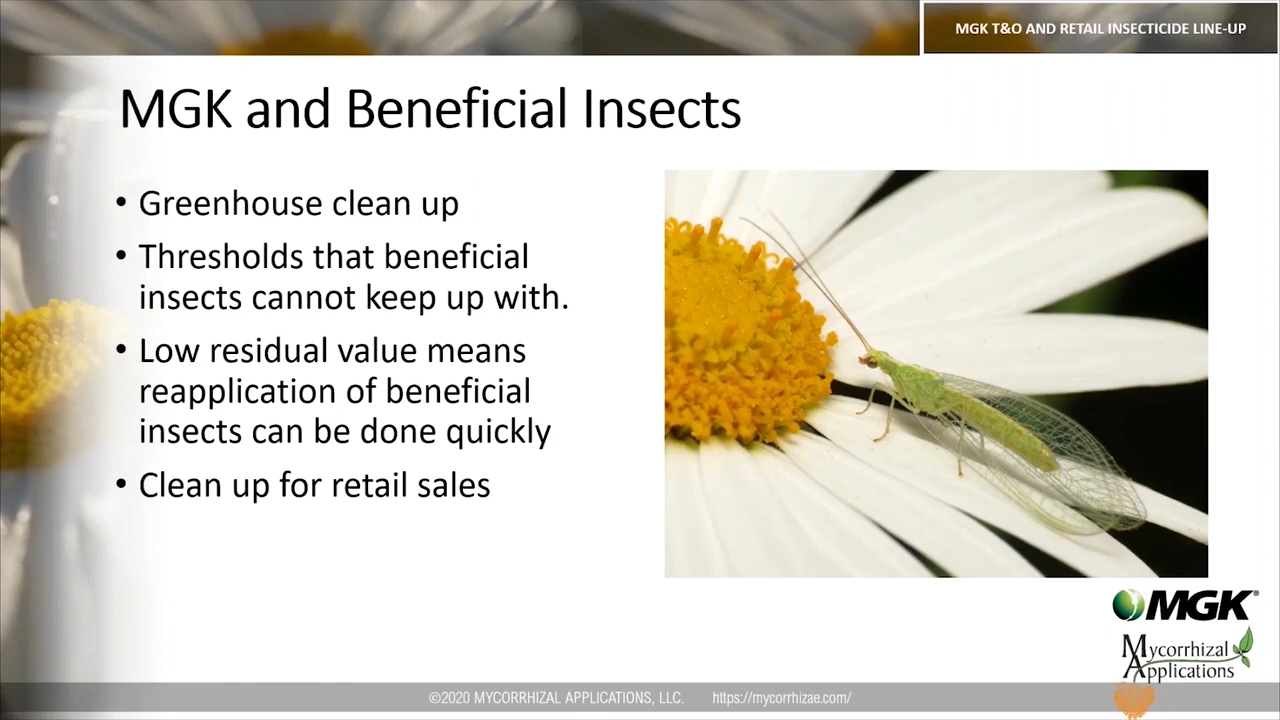 MGK T&O AND RETAIL INSECTICIDE LINE-UP
MGK and Beneficial Insects
• Greenhouse clean up
• Thresholds that beneficial
insects cannot keep up with.
• Low residual value means
reapplication of beneficial
insects can be done quickly
• Clean up for retail sales
MGK®
Mycorrhizal
Applications
©2020 MYCORRHIZAL APPLICATIONS, LLC. https://mycorrhizae.com/